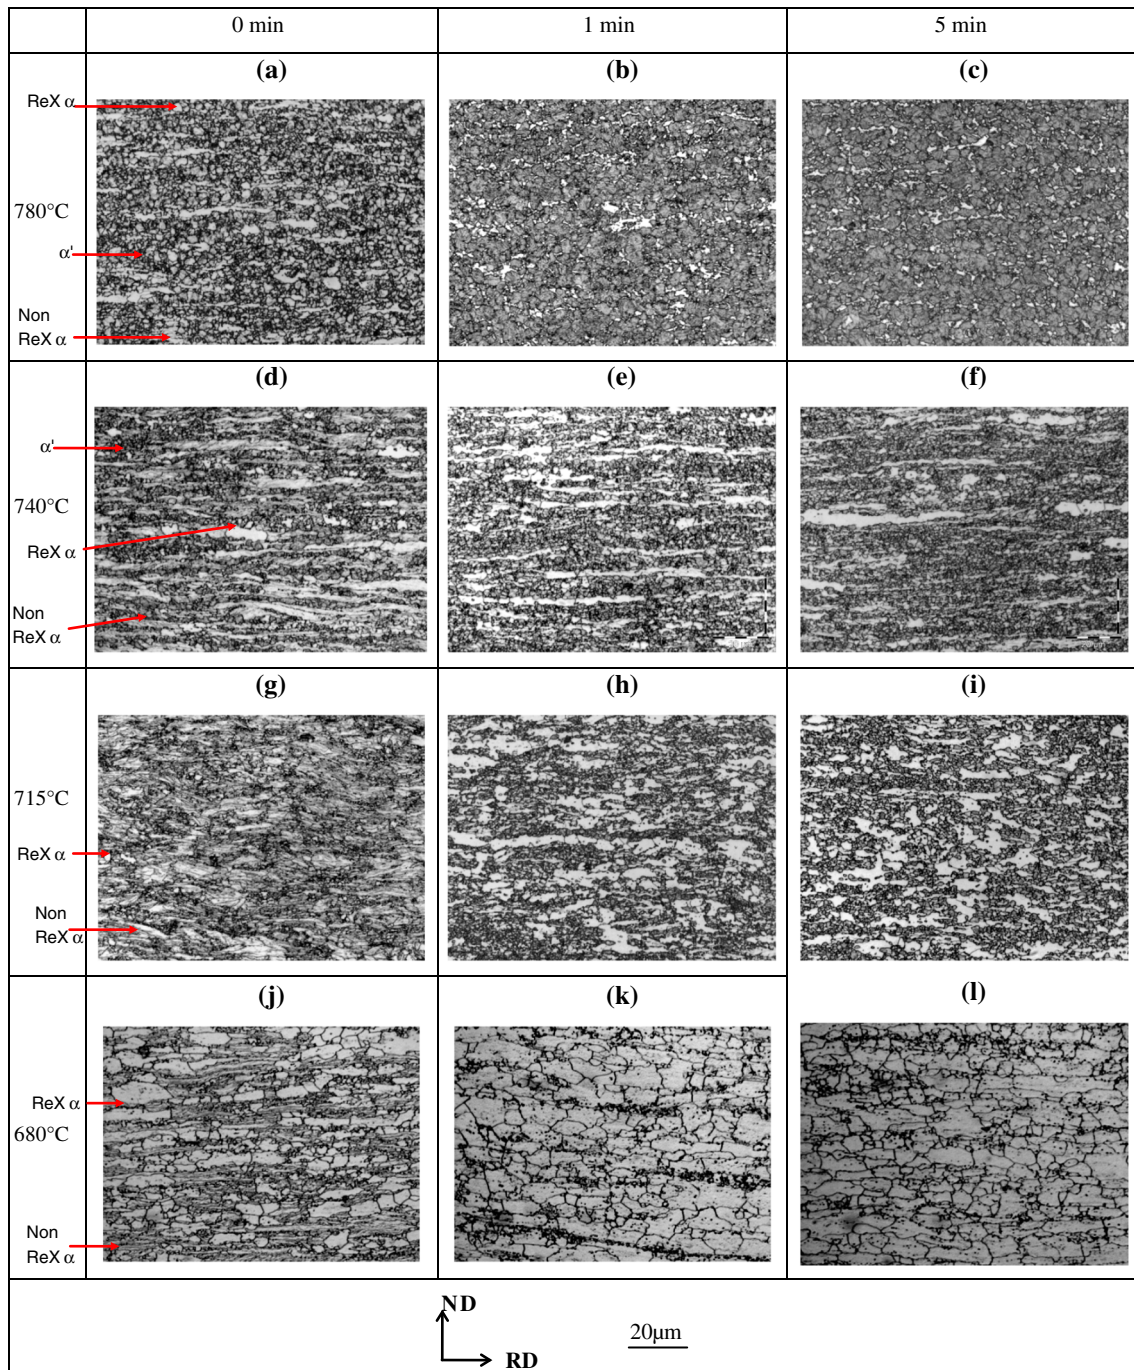 0 min 1 min 5 min
(a) (b) (c)
ReX α
780°C
α'
Non
ReX α
(d) (e) (f)
α'
740°C
ReX α
Non
ReX α
(g) (h) (i)
715°C
ReX α
Non
ReX α
(j) (k) (l)
ReX α
680°C
Non
ReX α
ND
20µm
RD